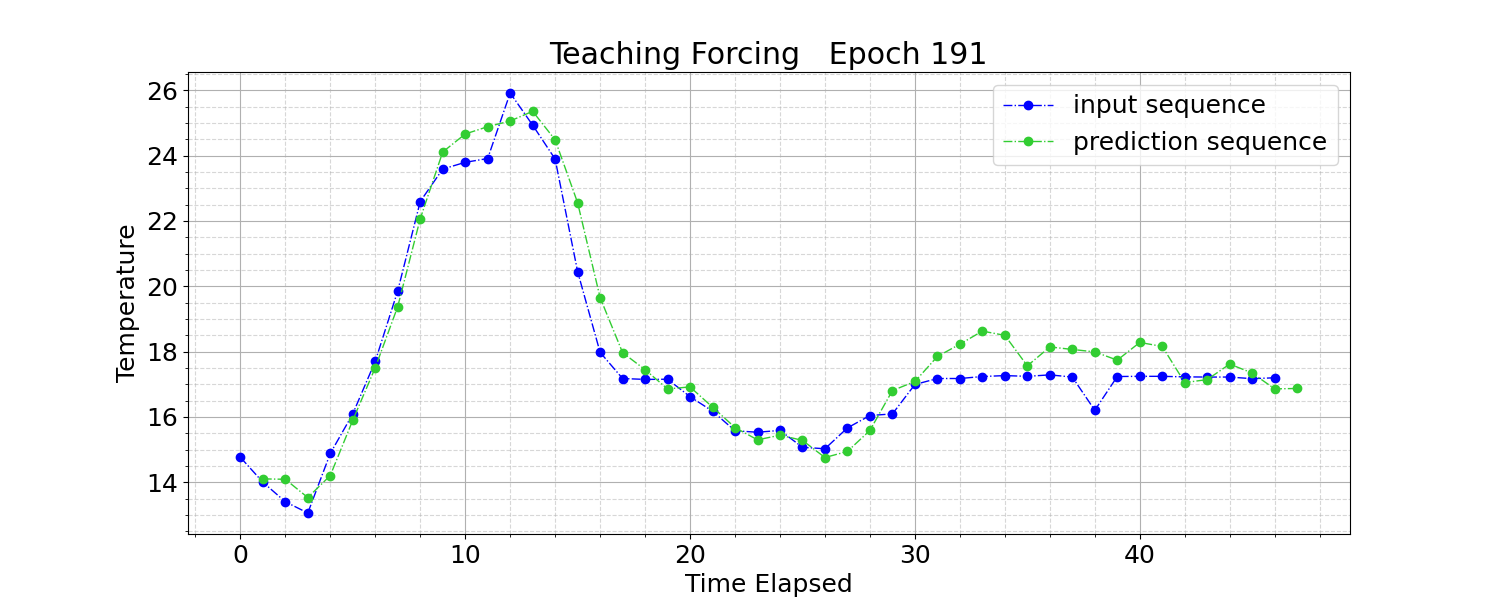 Teaching Forcing   Epoch 191
input sequence
prediction sequence
Temperature
26
24
22
20
18
16
14
0 10 20 30 40
Time Elapsed